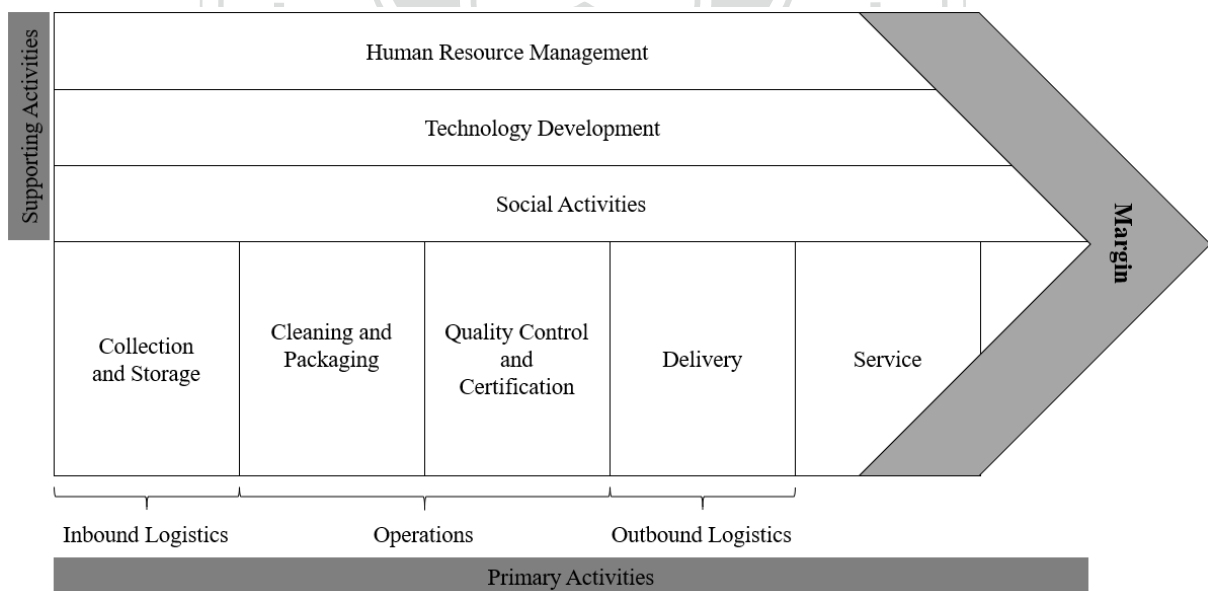 Supporting Activities
Human Resource Management
Technology Development
Social Activities
Margin
Collection
and Storage
Cleaning and
Packaging
Quality Control
and
Certification
Delivery
Service
Inbound Logistics
Operations
Outbound Logistics
Primary Activities